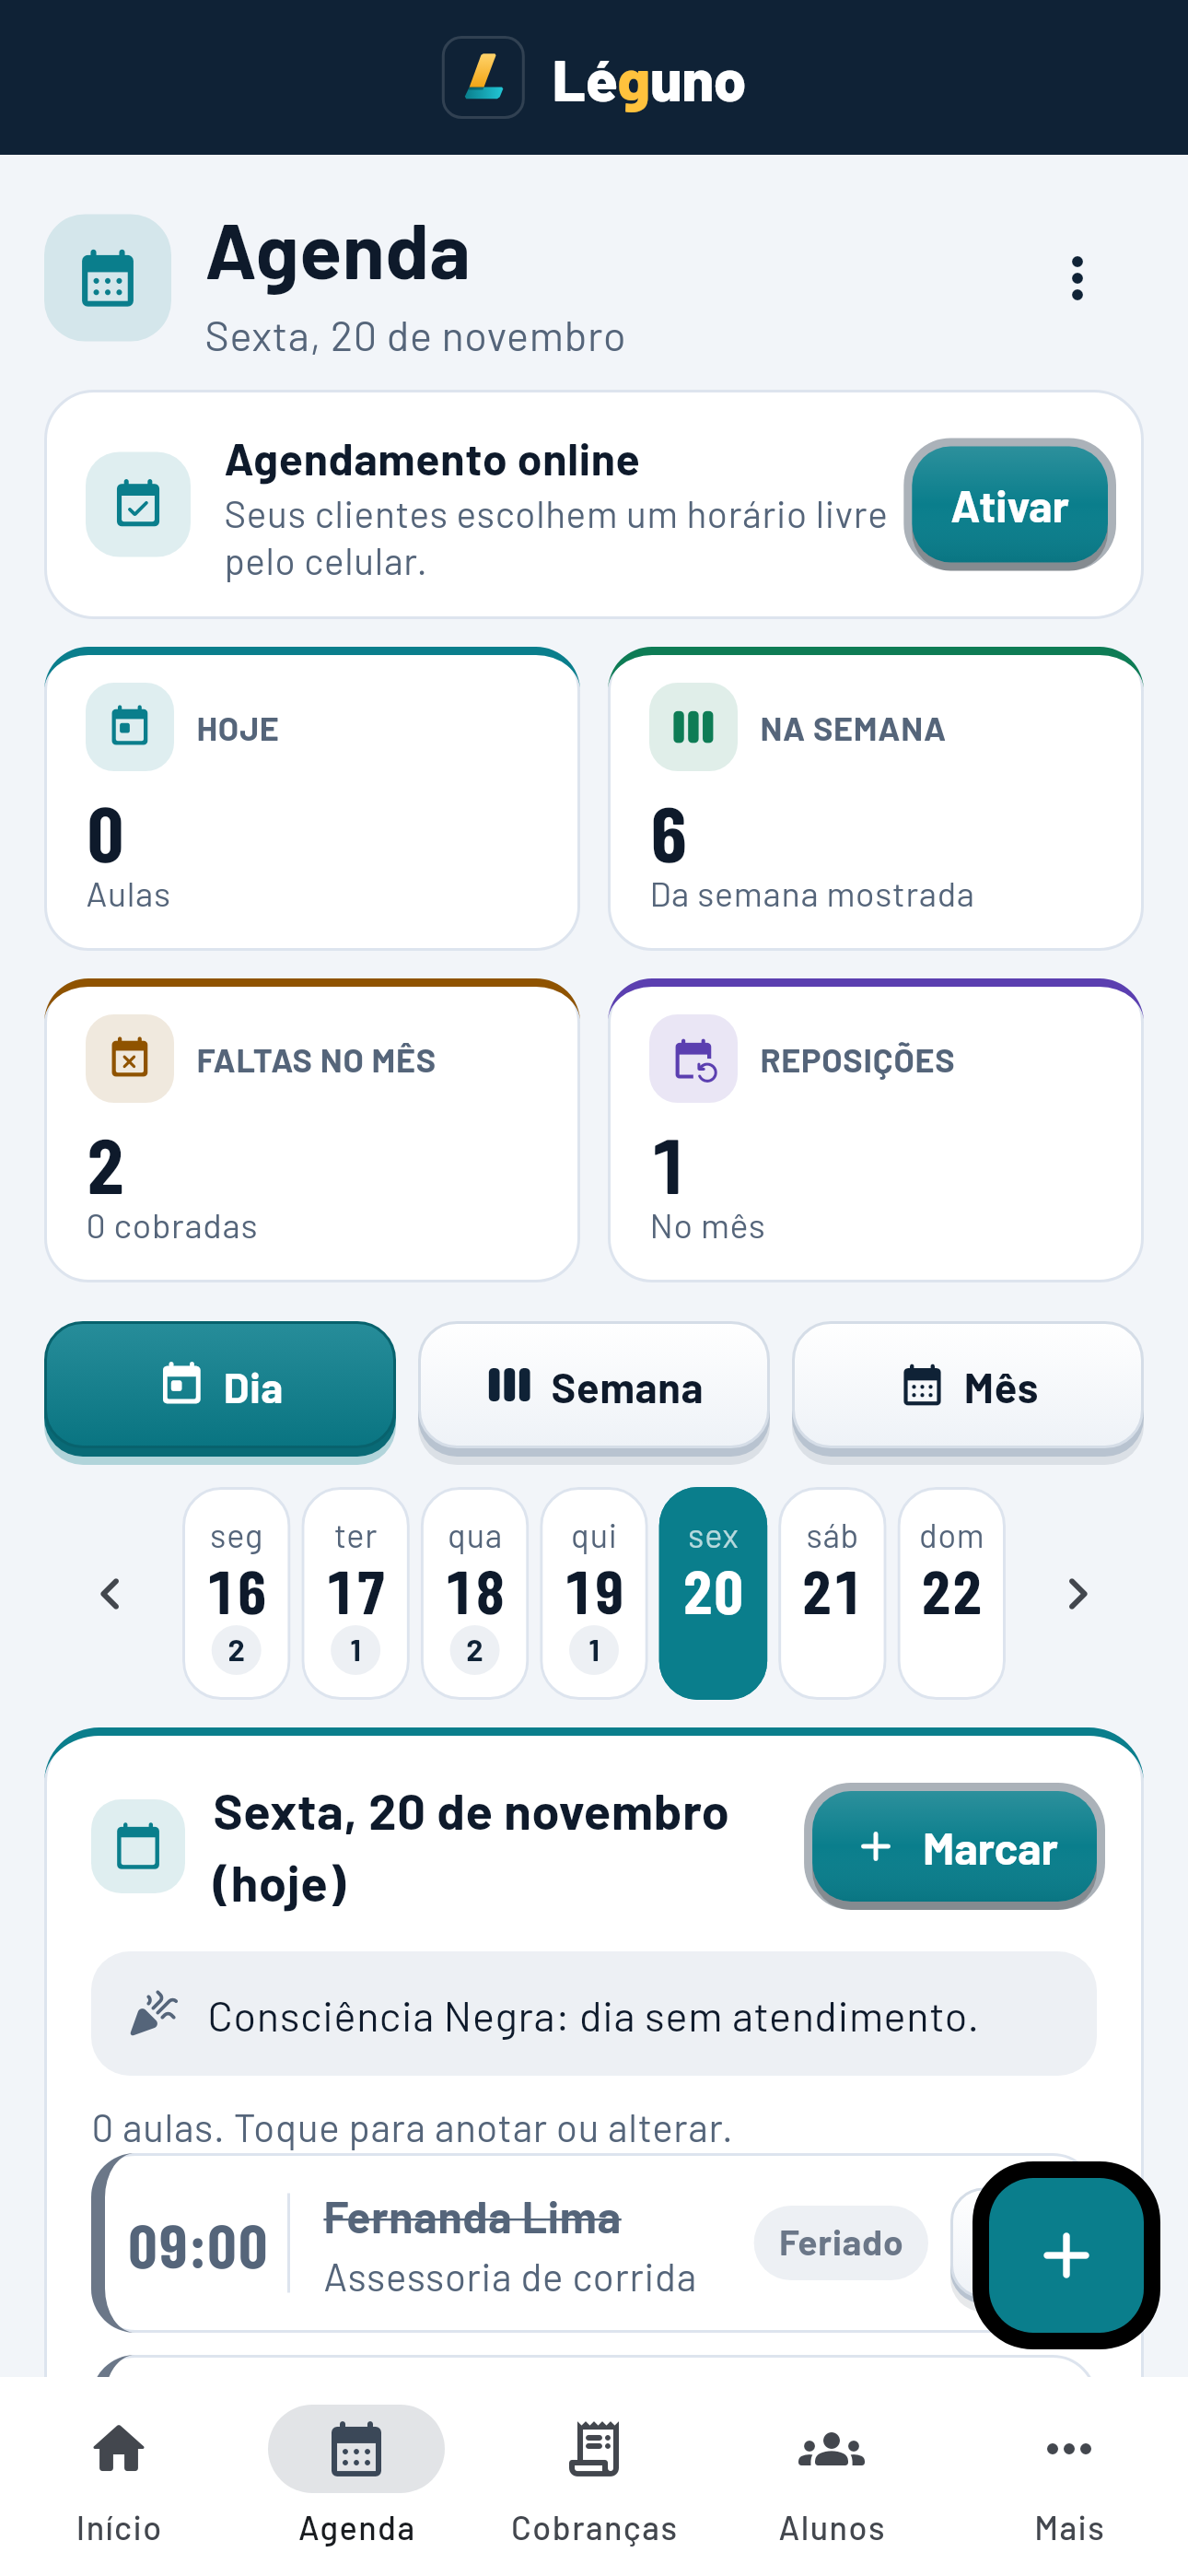 Léguno
Agenda
Sexta, 20 de novembro
Agendamento online
Seus clientes escolhem um horário livre
pelo celular.
Ativar
HOJE
0
Aulas
NA SEMANA
6
Da semana mostrada
FALTAS NO MÊS
2
0 cobradas
REPOSIÇÕES
1
No mês
Dia
Semana
Mês
seg
16
2
ter
17
1
qua
18
2
qui
19
1
sex
20
sáb
21
dom
22
Sexta, 20 de novembro
(hoje)
Marcar
Consciência Negra: dia sem atendimento.
0 aulas. Toque para anotar ou alterar.
09:00
Fernanda Lima
Assessoria de corrida
Feriado
Início
Agenda
Cobranças
Alunos
Mais